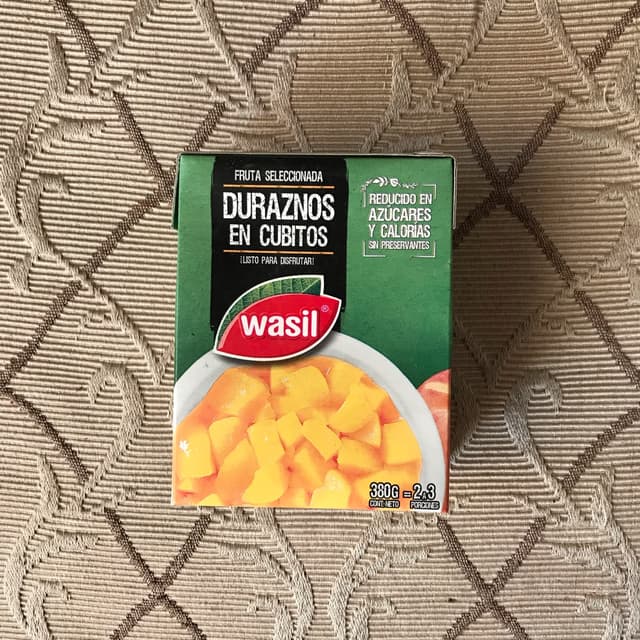 FRUTA SELECCIONADA
DURAZNOS
EN CUBITOS
¡LISTO PARA DISFRUTAR!
REDUCIDO EN
AZÚCARES
Y CALORÍAS
SIN PRESERVANTES
wasil®
380G = 2 A 3
CONT. NETO PORCIONES